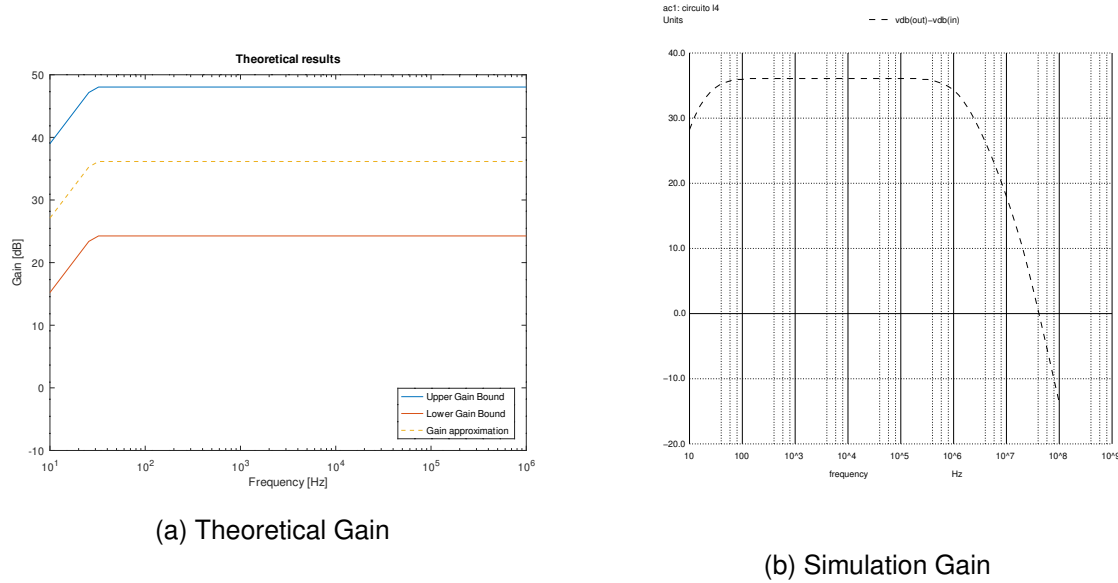 Theoretical results
50
40
30
20
10
0
-10
Gain [dB]
10^1 10^2 10^3 10^4 10^5 10^6
Frequency [Hz]
Upper Gain Bound
Lower Gain Bound
Gain approximation
(a) Theoretical Gain
ac1: circuito l4
Units
vdb(out)−vdb(in)
40.0
30.0
20.0
10.0
0.0
−10.0
−20.0
10 100 10^3 10^4 10^5 10^6 10^7 10^8 10^9
frequency Hz
(b) Simulation Gain